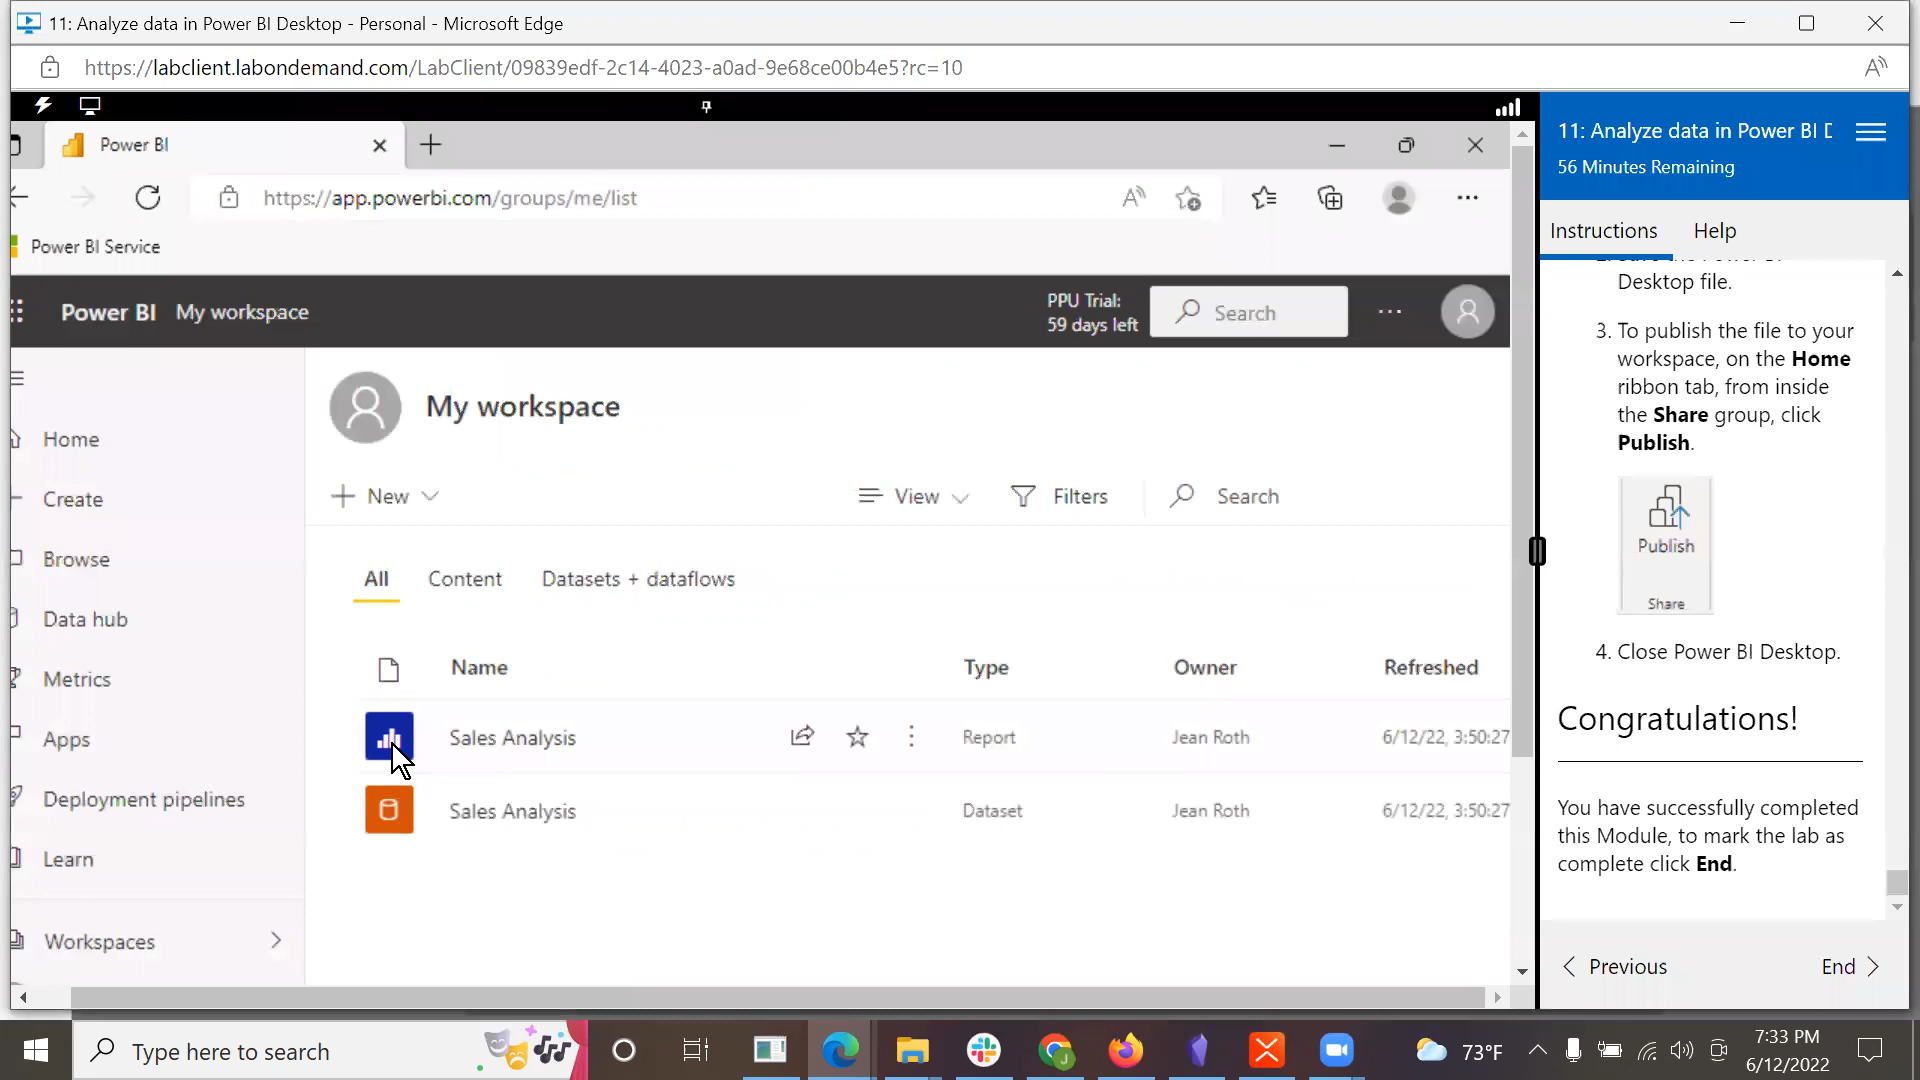 11: Analyze data in Power BI Desktop - Personal - Microsoft Edge
https://labclient.labondemand.com/LabClient/09839edf-2c14-4023-a0ad-9e68ce00b4e5?rc=10
Power BI
https://app.powerbi.com/groups/me/list
Power BI Service
Power BI My workspace
PPU Trial:
59 days left
Search
Home
Create
Browse
Data hub
Metrics
Apps
Deployment pipelines
Learn
Workspaces
My workspace
New
View
Filters
Search
All Content Datasets + dataflows
Name Type Owner Refreshed
Sales Analysis Report Jean Roth 6/12/22, 3:50:27
Sales Analysis Dataset Jean Roth 6/12/22, 3:50:27
11: Analyze data in Power BI D
56 Minutes Remaining
Instructions Help
Desktop file.
3. To publish the file to your
workspace, on the Home
ribbon tab, from inside
the Share group, click
Publish.
Publish
Share
4. Close Power BI Desktop.
Congratulations!
You have successfully completed
this Module, to mark the lab as
complete click End.
Previous End
Type here to search
73°F
7:33 PM
6/12/2022